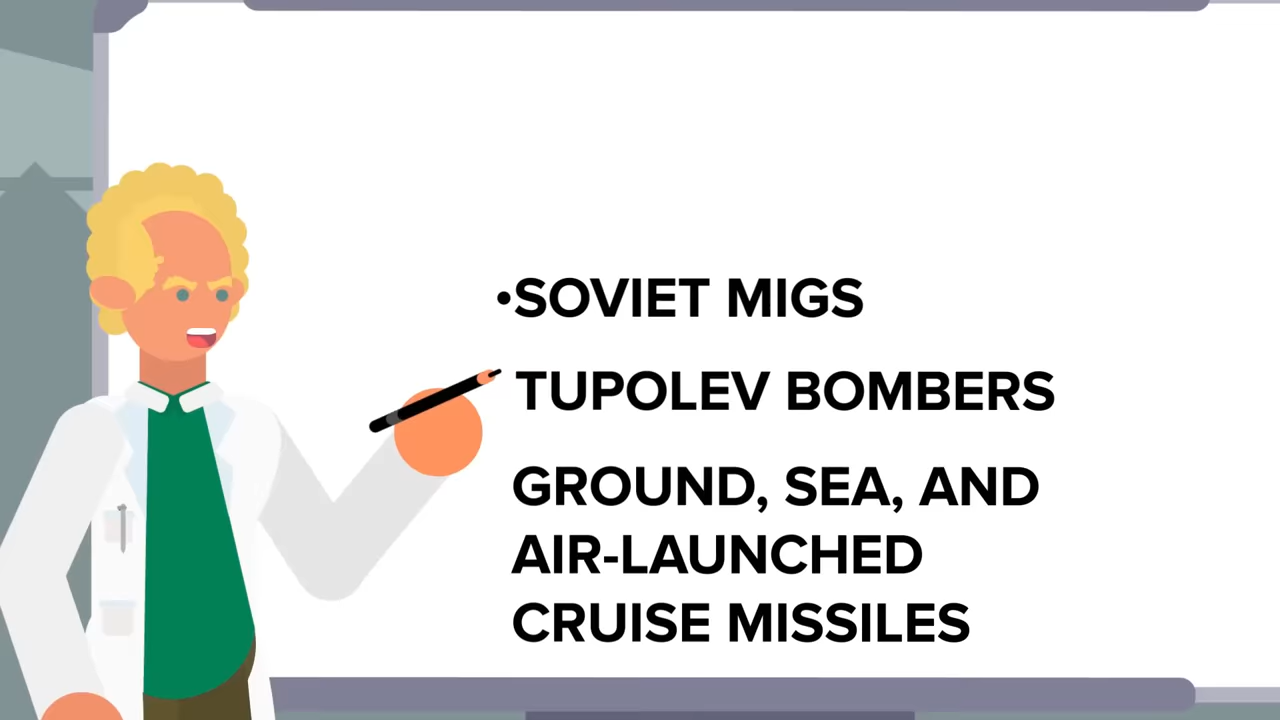 •SOVIET MIGS
TUPOLEV BOMBERS
GROUND, SEA, AND
AIR-LAUNCHED
CRUISE MISSILES